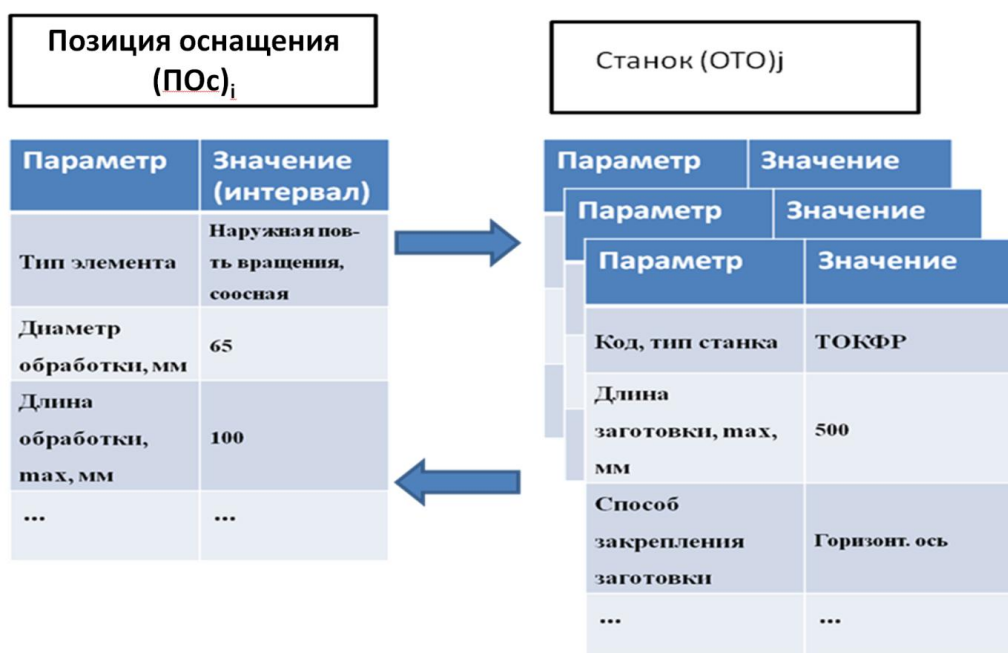 Позиция оснащения
(ПОс)i
Станок (ОТО)j
Параметр
Значение
(интервал)
Тип элемента
Наружная пов-
ть вращения,
соосная
Диаметр
обработки, мм
65
Длина
обработки,
max, мм
100
...
...
Параметр
Значение
Параметр
Значение
Параметр
Значение
Код, тип станка
ТОКФР
Длина
заготовки, max,
мм
500
Способ
закрепления
заготовки
Горизонт. ось
...
...